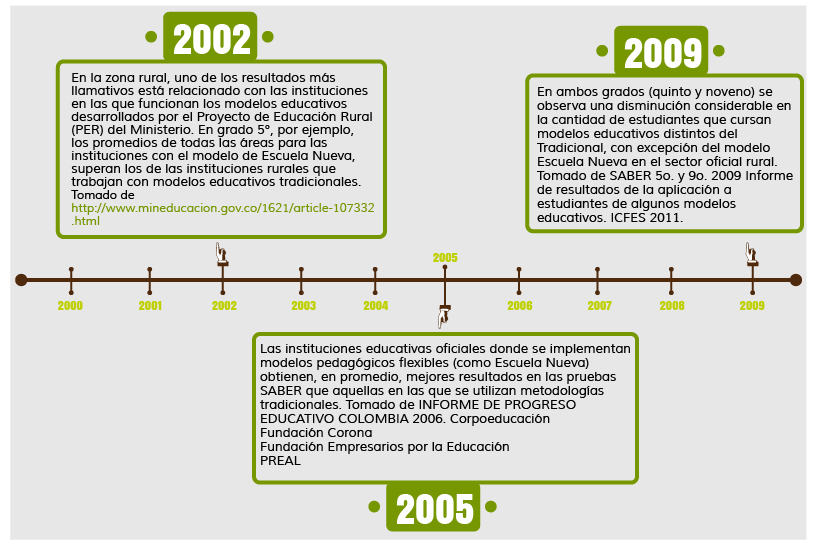 2002
En la zona rural, uno de los resultados más
llamativos está relacionado con las instituciones
en las que funcionan los modelos educativos
desarrollados por el Proyecto de Educación Rural
(PER) del Ministerio. En grado 5º, por ejemplo,
los promedios de todas las áreas para las
instituciones con el modelo de Escuela Nueva,
superan los de las instituciones rurales que
trabajan con modelos educativos tradicionales.
Tomado de
http://www.mineducacion.gov.co/1621/article-107332
.html
2009
En ambos grados (quinto y noveno) se
observa una disminución considerable en
la cantidad de estudiantes que cursan
modelos educativos distintos del
Tradicional, con excepción del modelo
Escuela Nueva en el sector oficial rural.
Tomado de SABER 5o. y 9o. 2009 Informe
de resultados de la aplicación a
estudiantes de algunos modelos
educativos. ICFES 2011.
2005
2000 2001 2002 2003 2004 2006 2007 2008 2009
Las instituciones educativas oficiales donde se implementan
modelos pedagógicos flexibles (como Escuela Nueva)
obtienen, en promedio, mejores resultados en las pruebas
SABER que aquellas en las que se utilizan metodologías
tradicionales. Tomado de INFORME DE PROGRESO
EDUCATIVO COLOMBIA 2006. Corpoeducación
Fundación Corona
Fundación Empresarios por la Educación
PREAL
2005